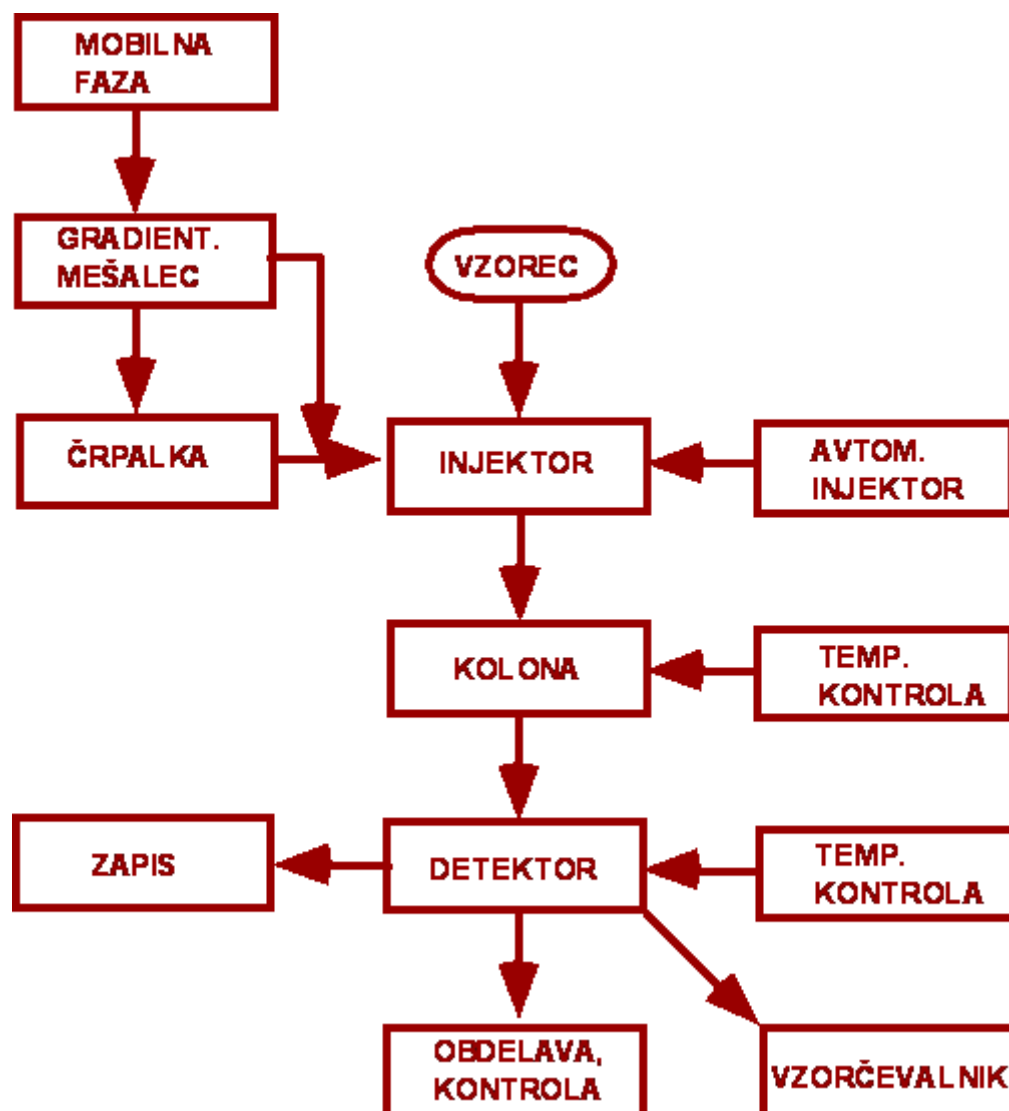 MOBILNA
FAZA
GRADIENT.
MEŠALEC
VZOREC
ČRPALKA
INJEKTOR
AVTOM.
INJEKTOR
KOLONA
TEMP.
KONTROLA
ZAPIS
DETEKTOR
TEMP.
KONTROLA
OBDELAVA,
KONTROLA
VZORČEVALNIK